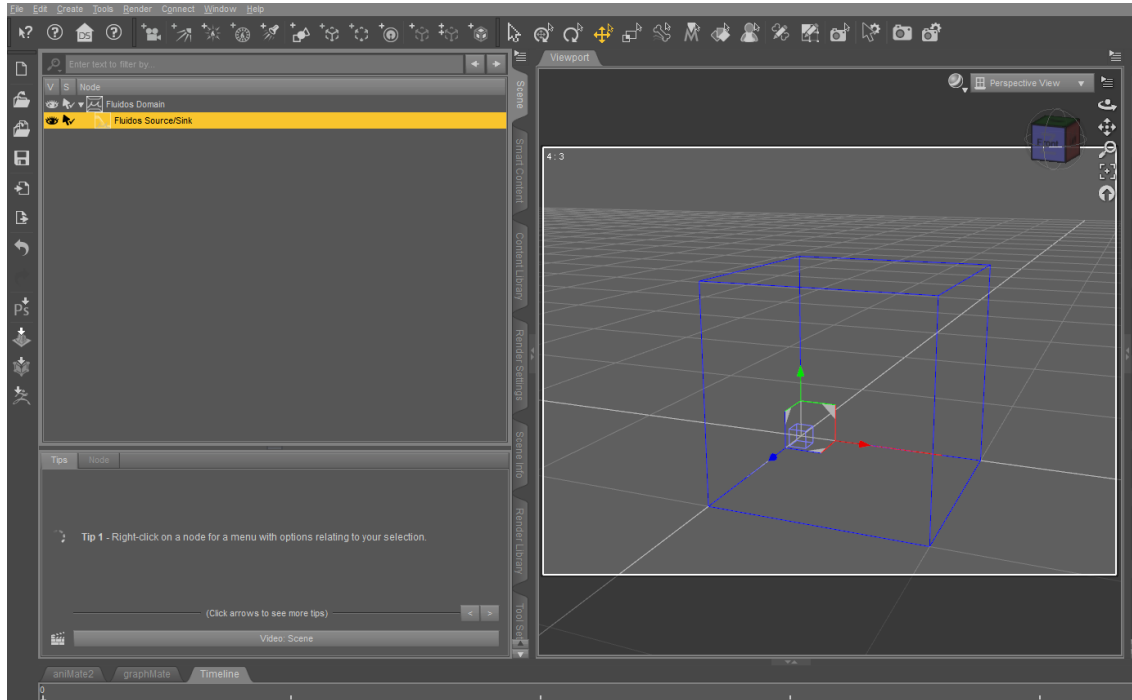 File Edit Create Tools Render Connect Window Help
Enter text to filter by...
V S Node
Fluidos Domain
Fluidos Source/Sink
Scene
Smart Content
Content Library
Render Settings
Scene Info
Render Library
Tool Se
Tips Node
Tip 1 - Right-click on a node for a menu with options relating to your selection.
(Click arrows to see more tips)
< >
Video: Scene
Viewport
Perspective View
4 : 3
Front
DS
Ps
aniMate2 graphMate Timeline
0